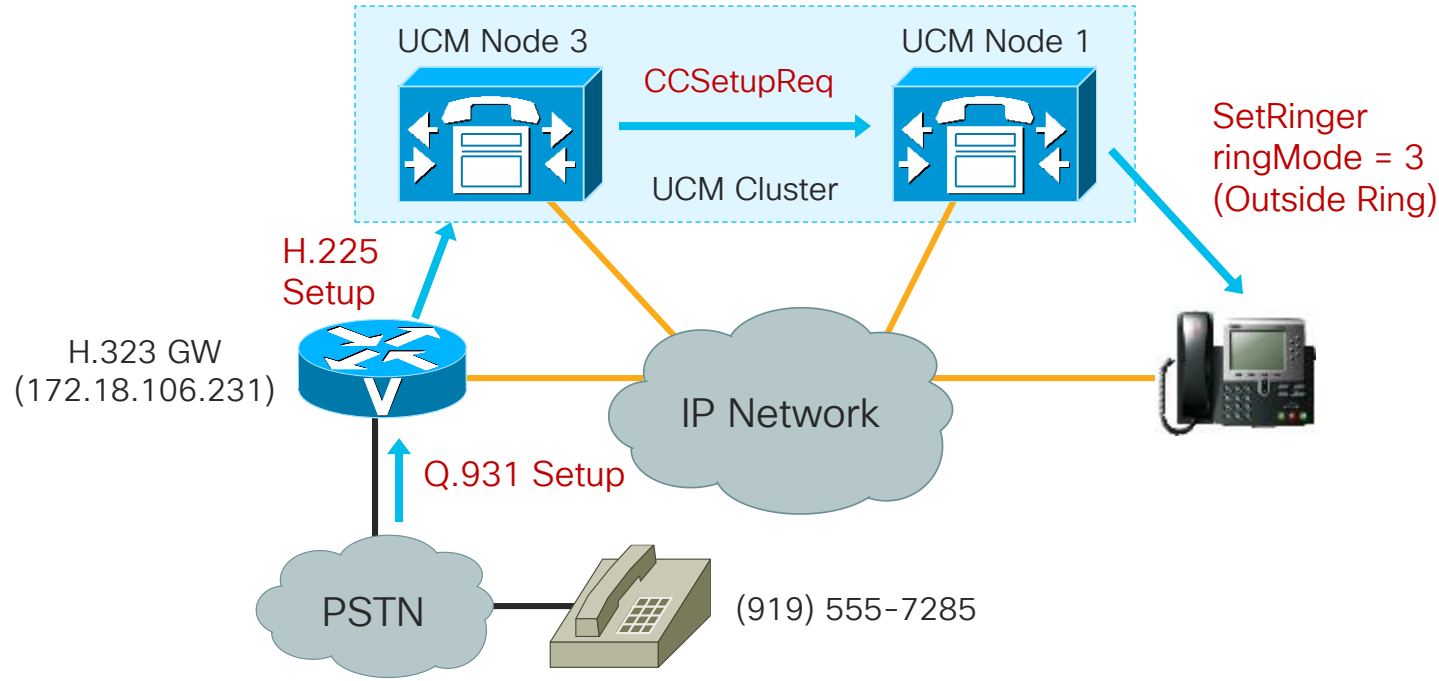 UCM Node 3
UCM Node 1
CCSetupReq
SetRinger
ringMode = 3
(Outside Ring)
UCM Cluster
H.225
Setup
H.323 GW
(172.18.106.231)
V
IP Network
Q.931 Setup
PSTN
(919) 555-7285